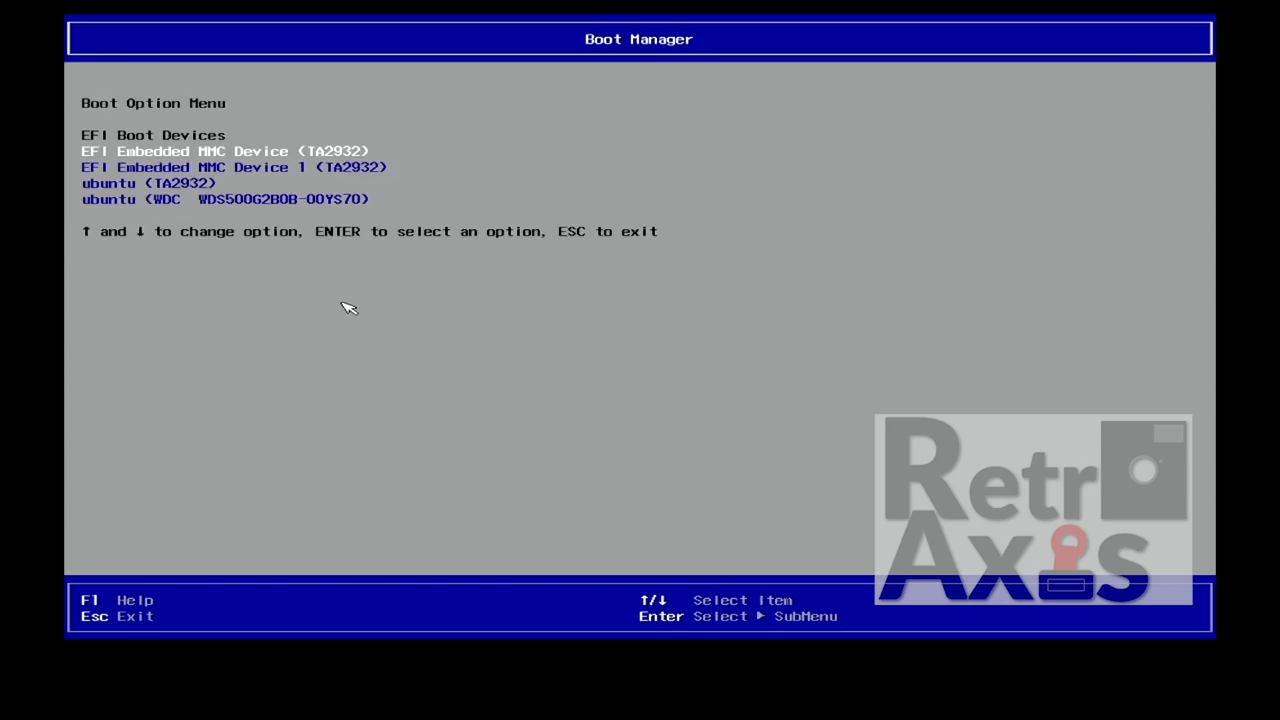 Boot Manager
Boot Option Menu
EFI Boot Devices
EFI Embedded MMC Device (TA2932)
EFI Embedded MMC Device 1 (TA2932)
ubuntu (TA2932)
ubuntu (WDC  WDS500G2B0B-00YS70)
↑ and ↓ to change option, ENTER to select an option, ESC to exit
Retr
Axis
F1 Help
↑/↓ Select Item
Esc Exit
Enter Select ▶ SubMenu